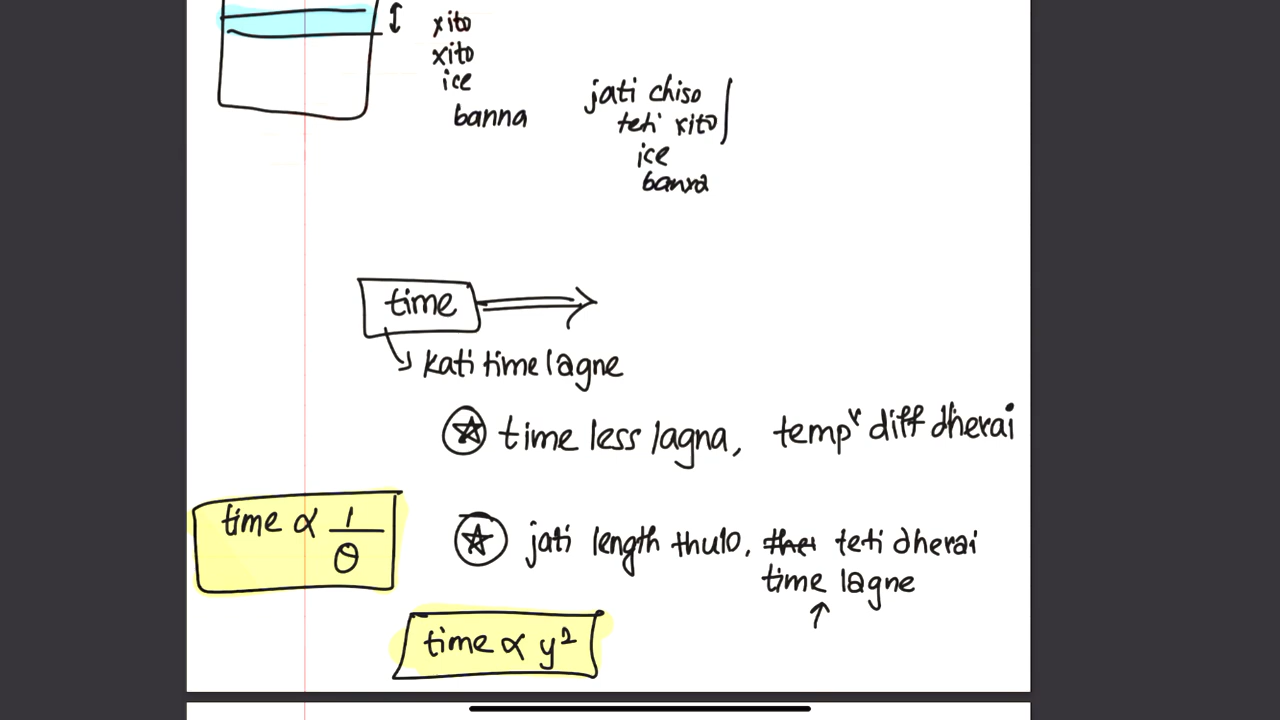 xito
xito
ice
banna
jati chiso
teti xito
ice
banna
time
kati time lagne
time less lagna, tempʳ diff dherai
time ∝ 1/θ
jati length thulo, ther teti dherai
time lagne
time ∝ y²